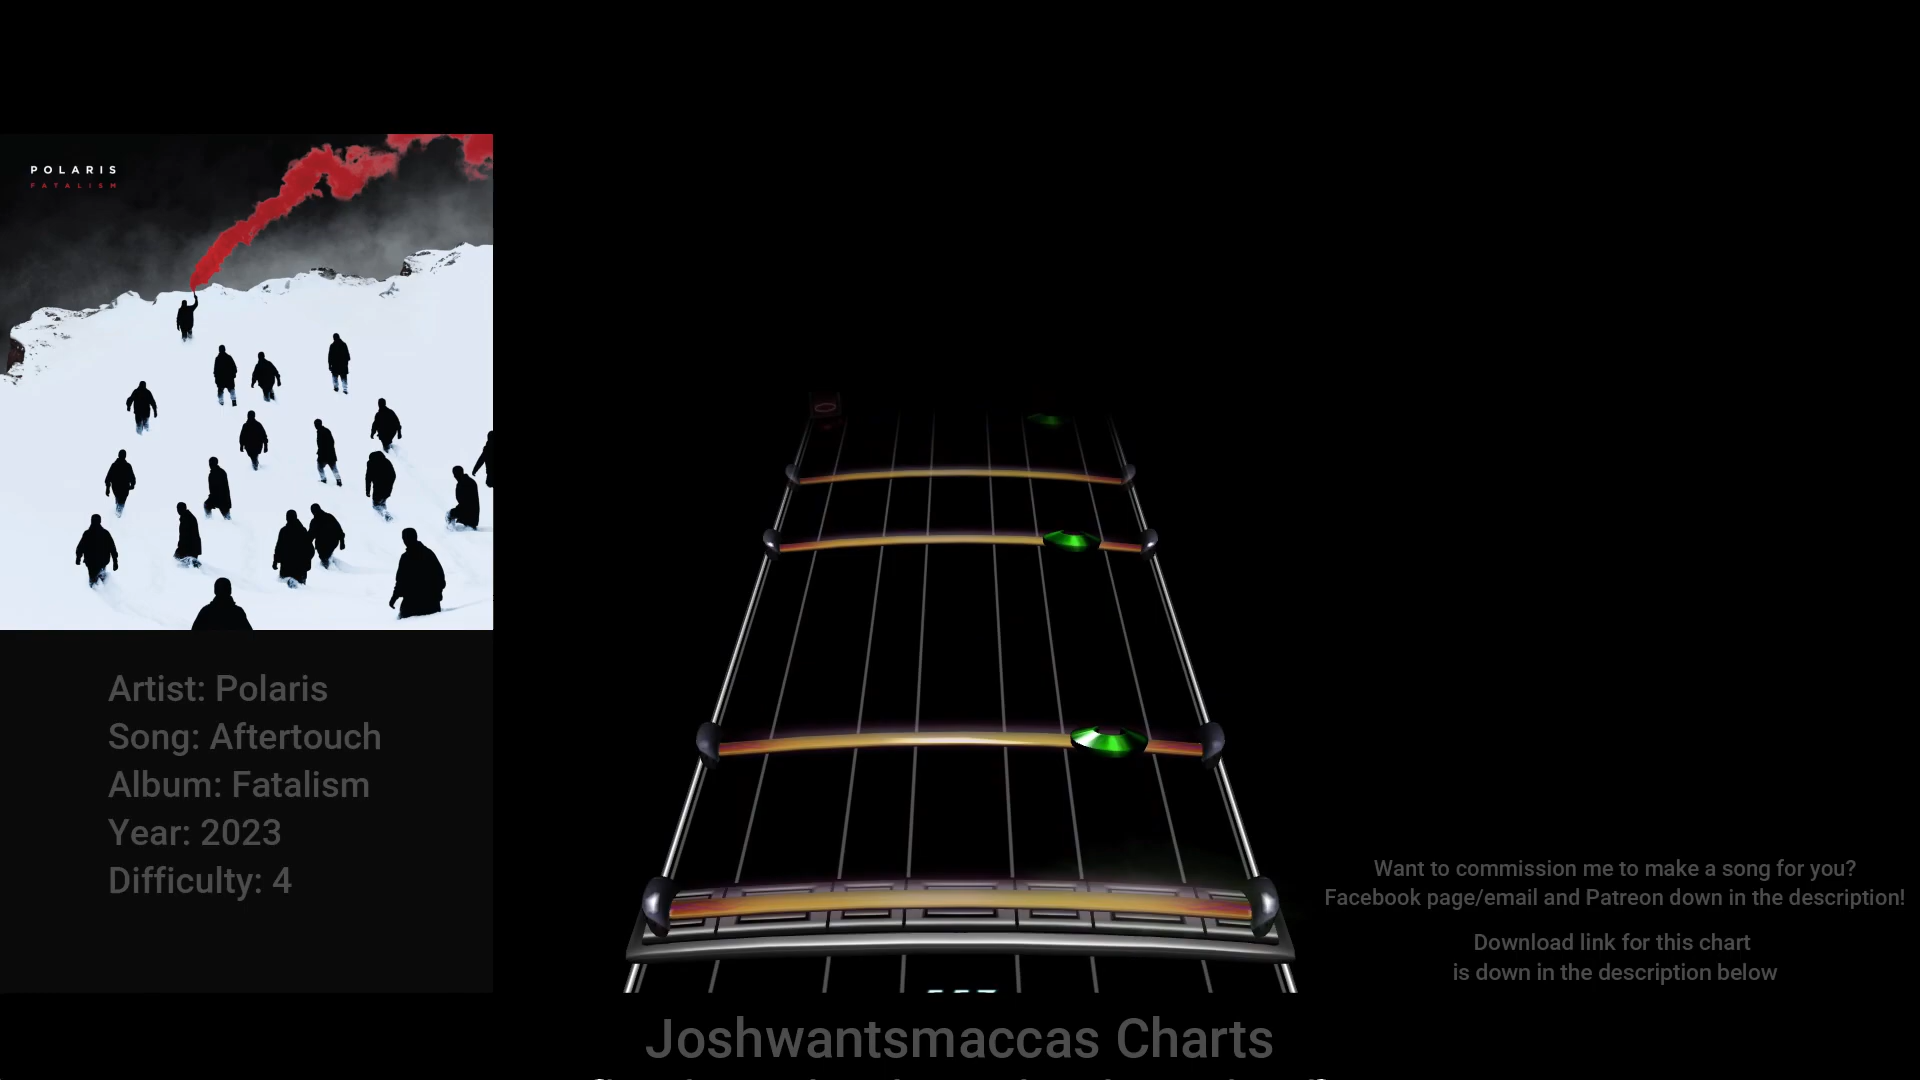 POLARIS
FATALISM
Artist: Polaris
Song: Aftertouch
Album: Fatalism
Year: 2023
Difficulty: 4
Want to commission me to make a song for you?
Facebook page/email and Patreon down in the description!
Download link for this chart
is down in the description below
Joshwantsmaccas Charts